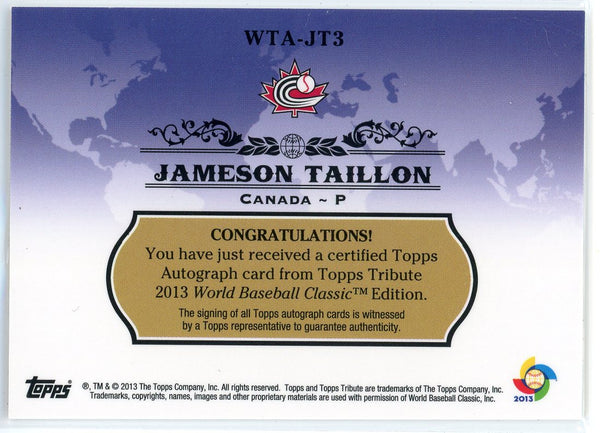 WTA-JT3
JAMESON TAILLON
CANADA ~ P
CONGRATULATIONS!
You have just received a certified Topps
Autograph card from Topps Tribute
2013 World Baseball Classic™ Edition.
The signing of all Topps autograph cards is witnessed
by a Topps representative to guarantee authenticity.
Topps ®, TM & © 2013 The Topps Company, Inc. All rights reserved. Topps and Topps Tribute are trademarks of The Topps Company, Inc.
Trademarks, copyrights, names, images and other proprietary materials are used with permission of World Baseball Classic, Inc.
2013